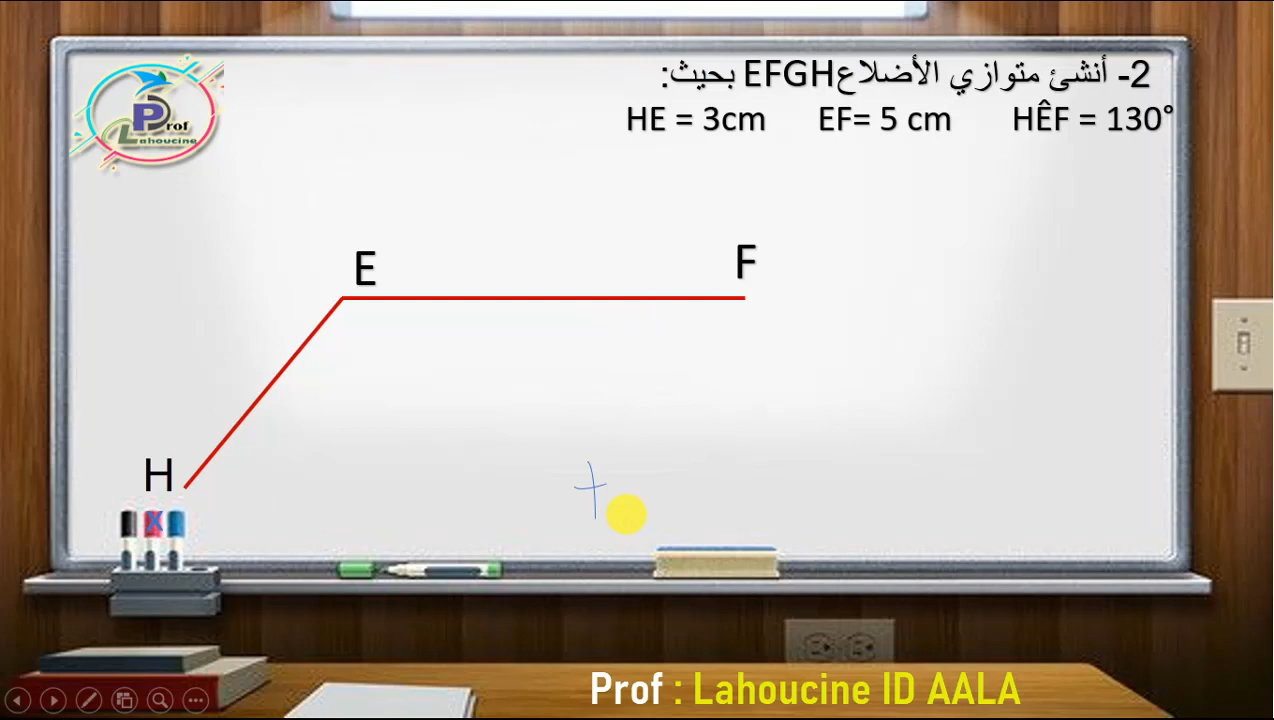 2- أنشئ متوازي الأضلاعEFGH بحيث:
HE = 3cm EF= 5 cm HÊF = 130°
P Prof
Lahoucine
E
F
H
x
Prof : Lahoucine ID AALA